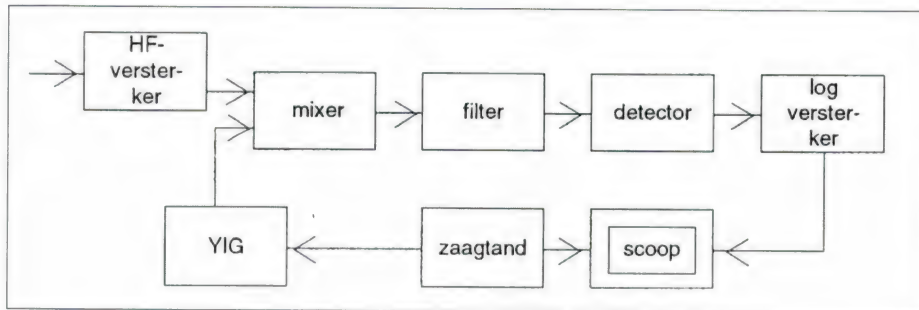 HF-
verster-
ker
mixer
filter
detector
log
verster-
ker
YIG
zaagtand
scoop